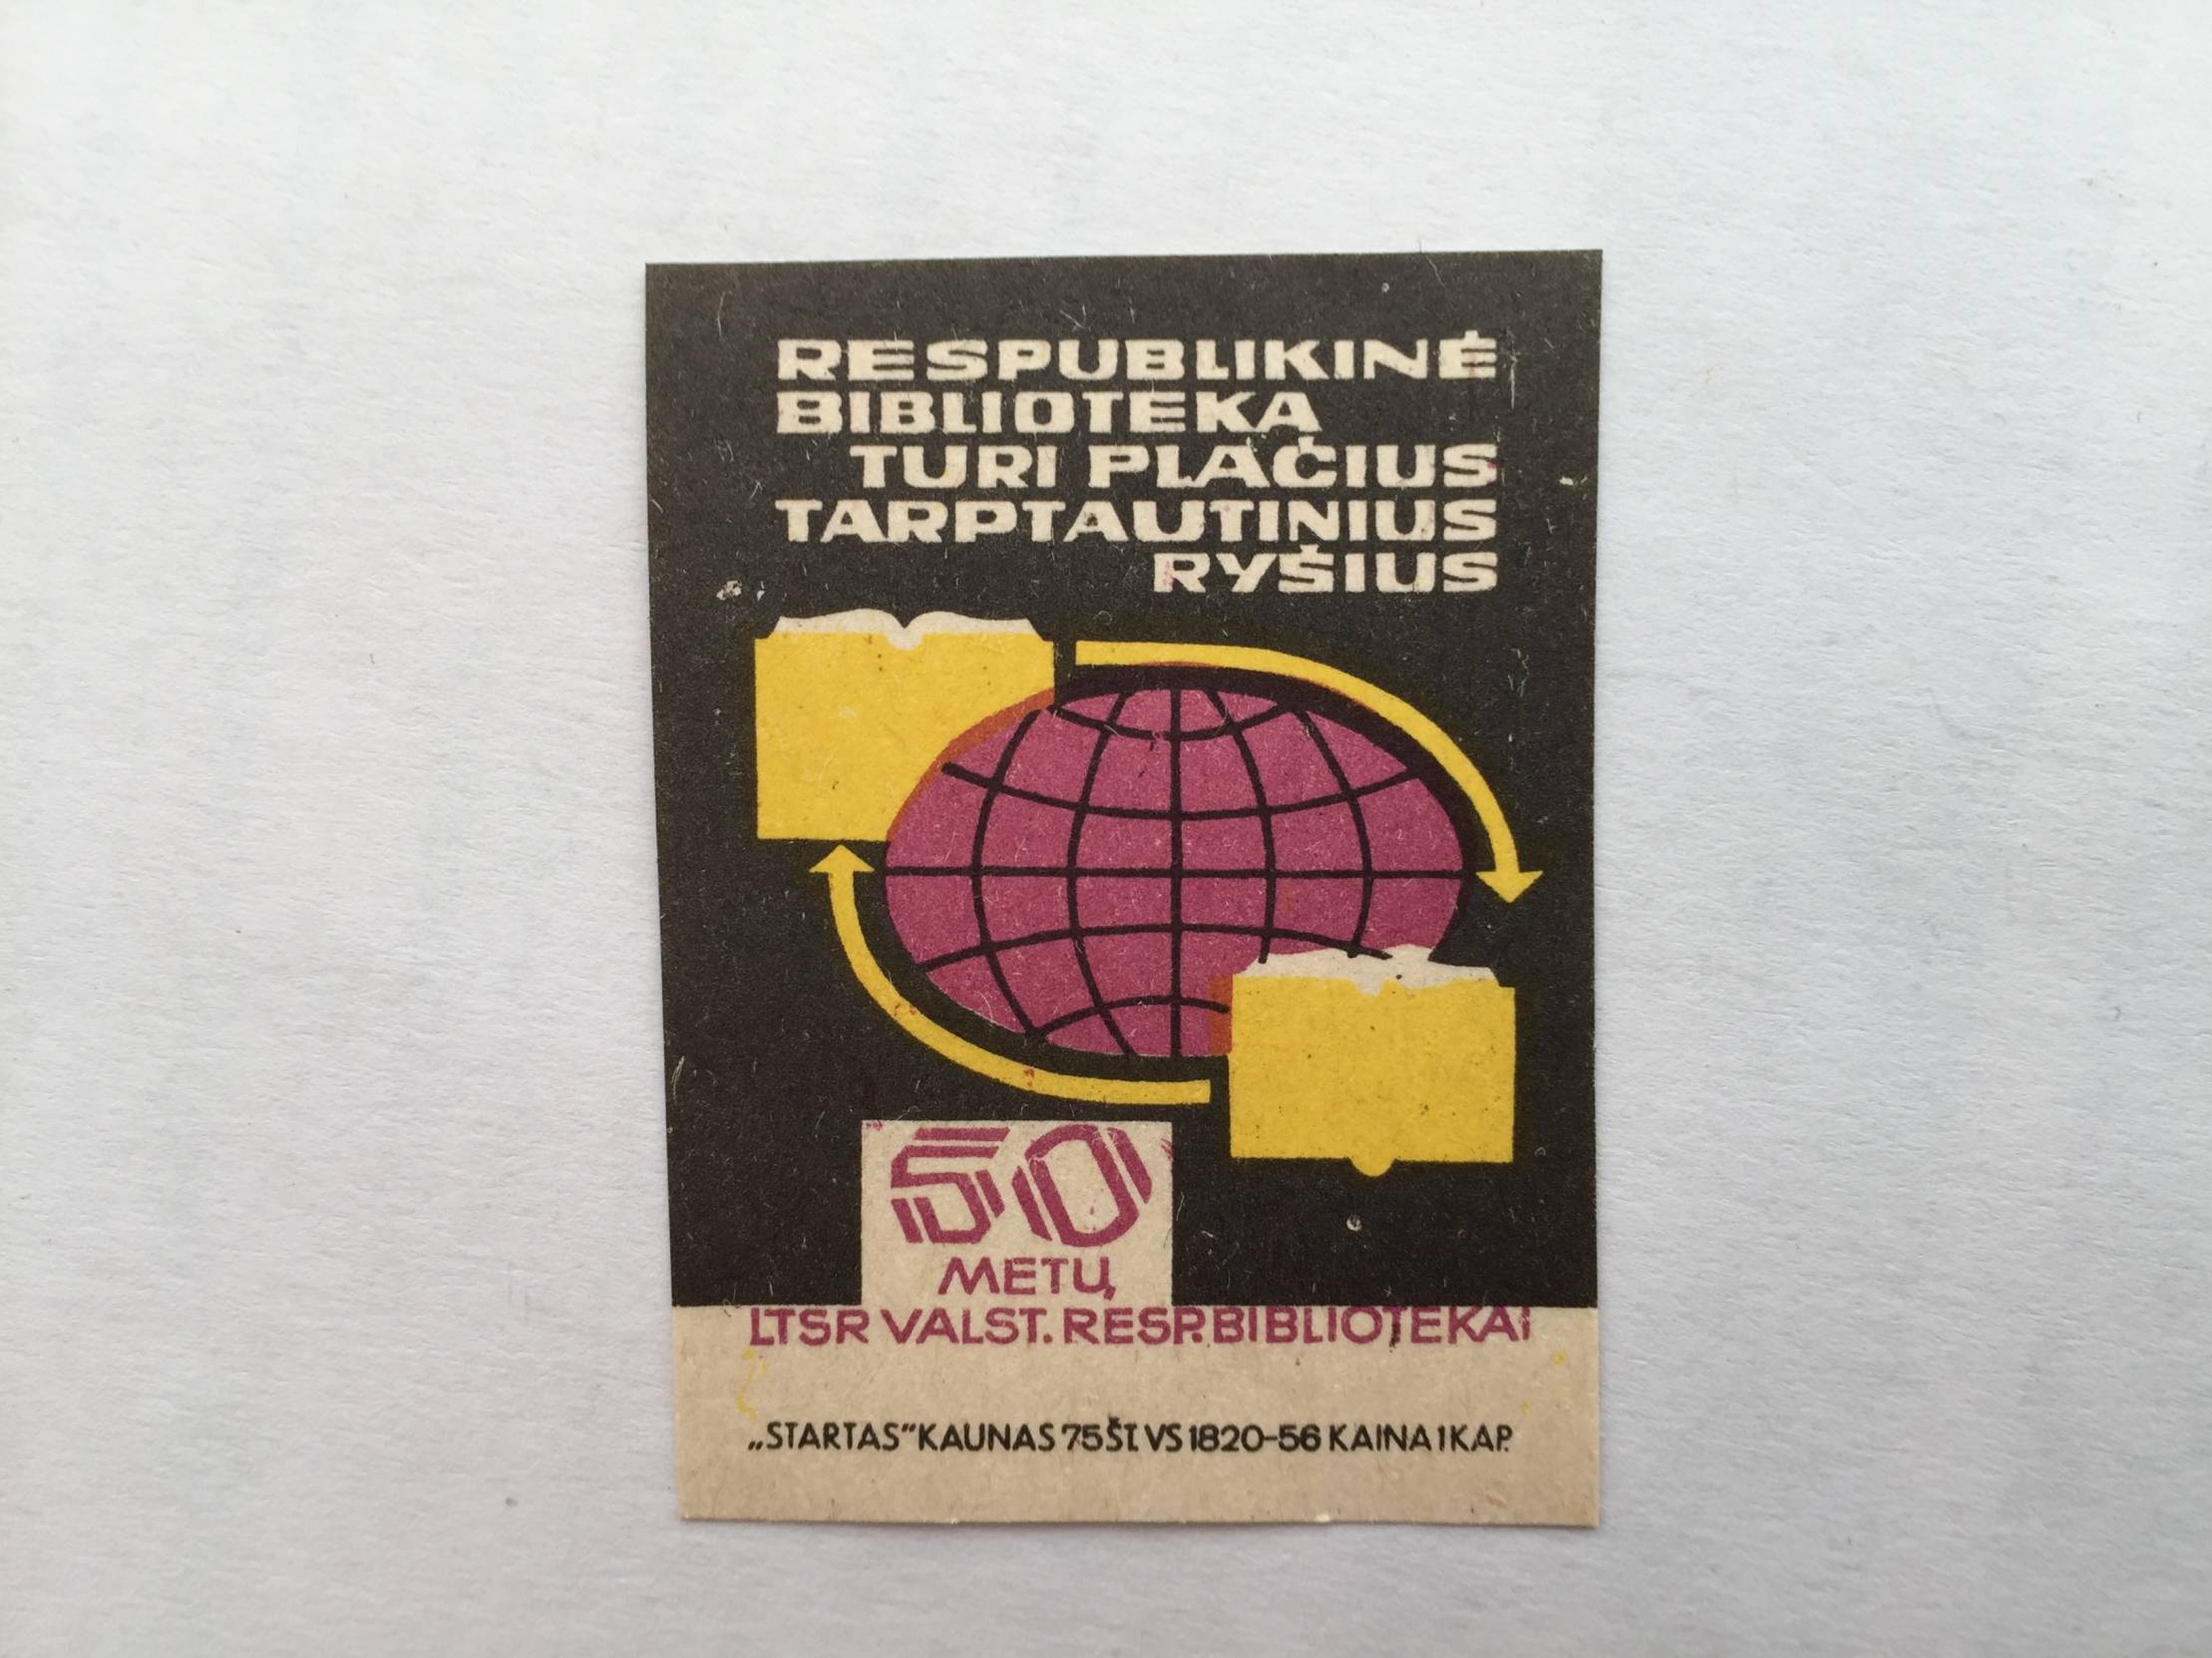 RESPUBLIKINĖ
BIBLIOTEKA
TURI PLAČIUS
TARPTAUTINIUS
RYŠIUS
50
METŲ
LTSR VALST. RESP. BIBLIOTEKAI
„STARTAS“ KAUNAS 75 ŠT. VS 1820-56 KAINA 1 KAP.